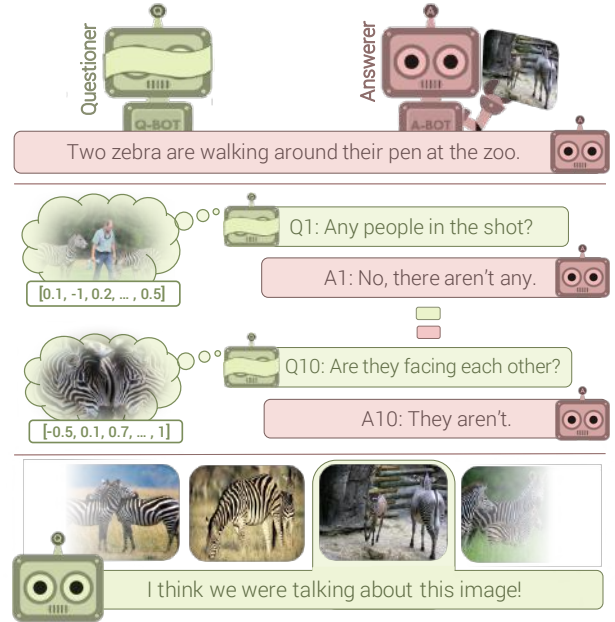 Q
A
Questioner
Answerer
Q-BOT
A-BOT
A
Two zebra are walking around their pen at the zoo.
Q
Q1: Any people in the shot?
A
A1: No, there aren't any.
[0.1, -1, 0.2, ... , 0.5]
Q
Q10: Are they facing each other?
A
A10: They aren't.
[-0.5, 0.1, 0.7, ... , 1]
Q
I think we were talking about this image!